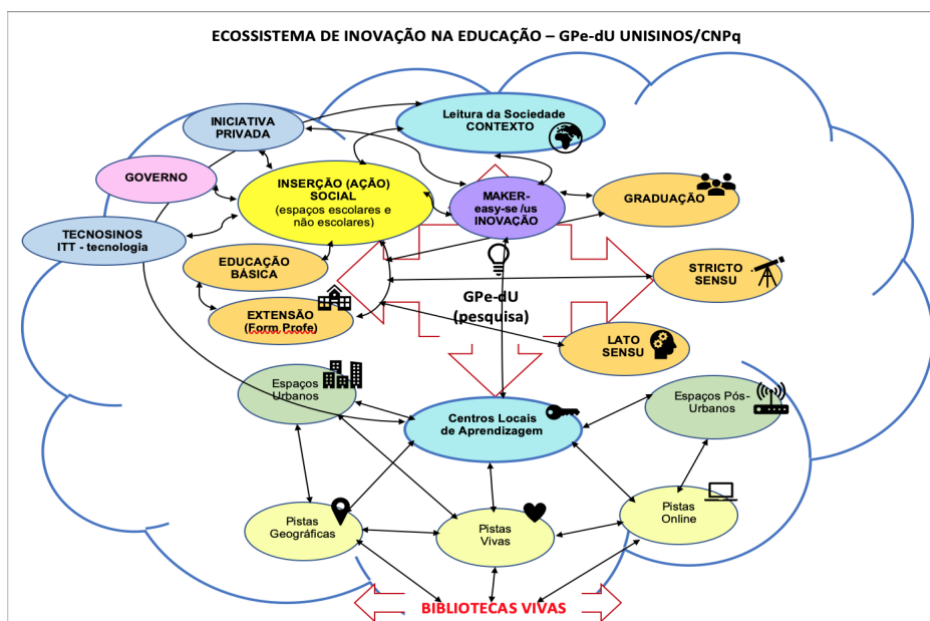 ECOSSISTEMA DE INOVAÇÃO NA EDUCAÇÃO – GPe-dU UNISINOS/CNPq
INICIATIVA
PRIVADA
Leitura da Sociedade
CONTEXTO
GOVERNO
INSERÇÃO (AÇÃO)
SOCIAL
(espaços escolares e
não escolares)
MAKER-
easy-se /us
INOVAÇÃO
GRADUAÇÃO
TECNOSINOS
ITT - tecnologia
EDUCAÇÃO
BÁSICA
STRICTO
SENSU
EXTENSÃO
(Form Profe)
GPe-dU
(pesquisa)
LATO
SENSU
Espaços
Urbanos
Centros Locais
de Aprendizagem
Espaços Pós-
Urbanos
Pistas
Geográficas
Pistas
Vivas
Pistas
Online
BIBLIOTECAS VIVAS